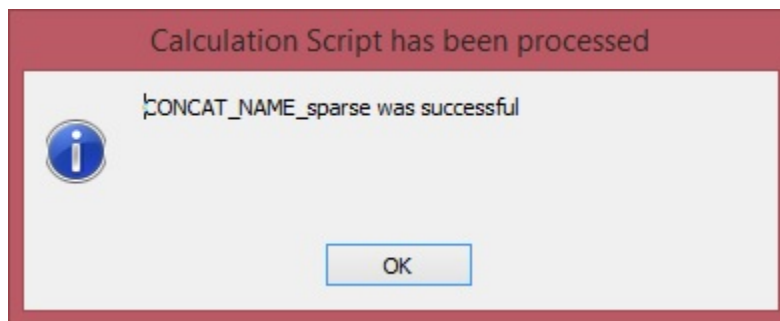 Calculation Script has been processed
CONCAT_NAME_sparse was successful
OK